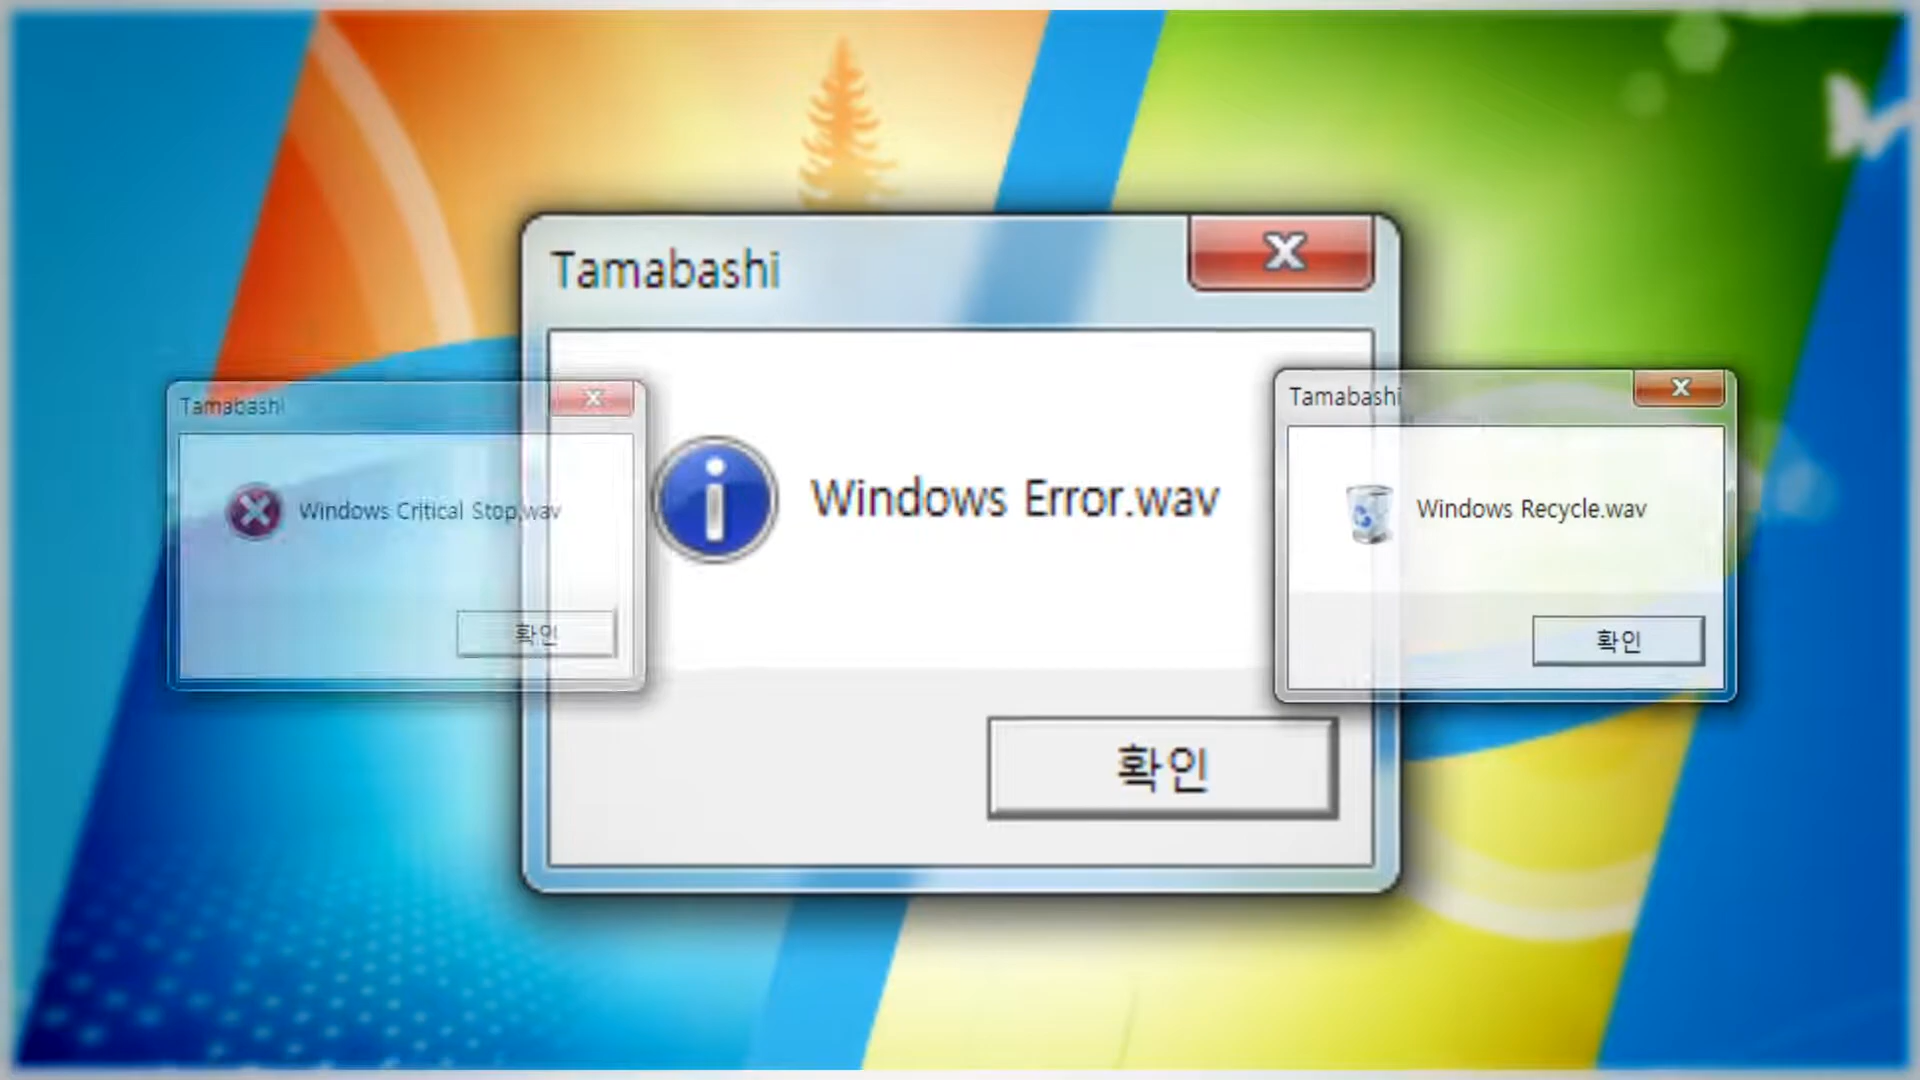 Tamabashi
Windows Error.wav
확인
Tamabashi
Windows Critical Stop.wav
확인
Tamabashi
Windows Recycle.wav
확인